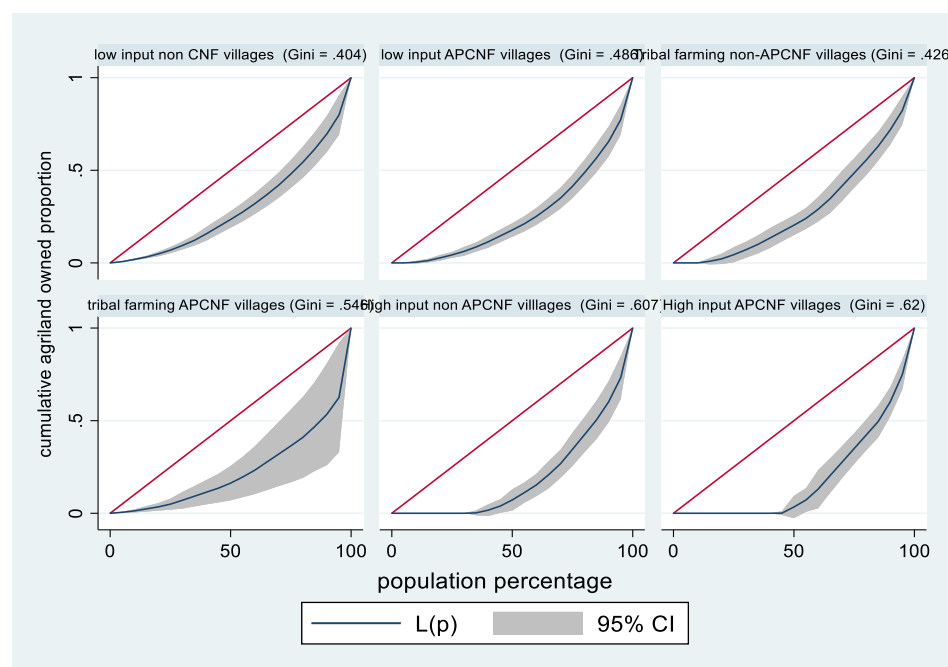 low input non CNF villages (Gini = .404)
low input APCNF villages (Gini = .486)
Tribal farming non-APCNF villages (Gini = .426
cumulative agriland owned proportion
1
.5
0
tribal farming APCNF villages (Gini = .546)
High input non APCNF villlages (Gini = .607)
High input APCNF villages (Gini = .62)
1
.5
0
0 50 100
0 50 100
0 50 100
population percentage
L(p) 95% CI